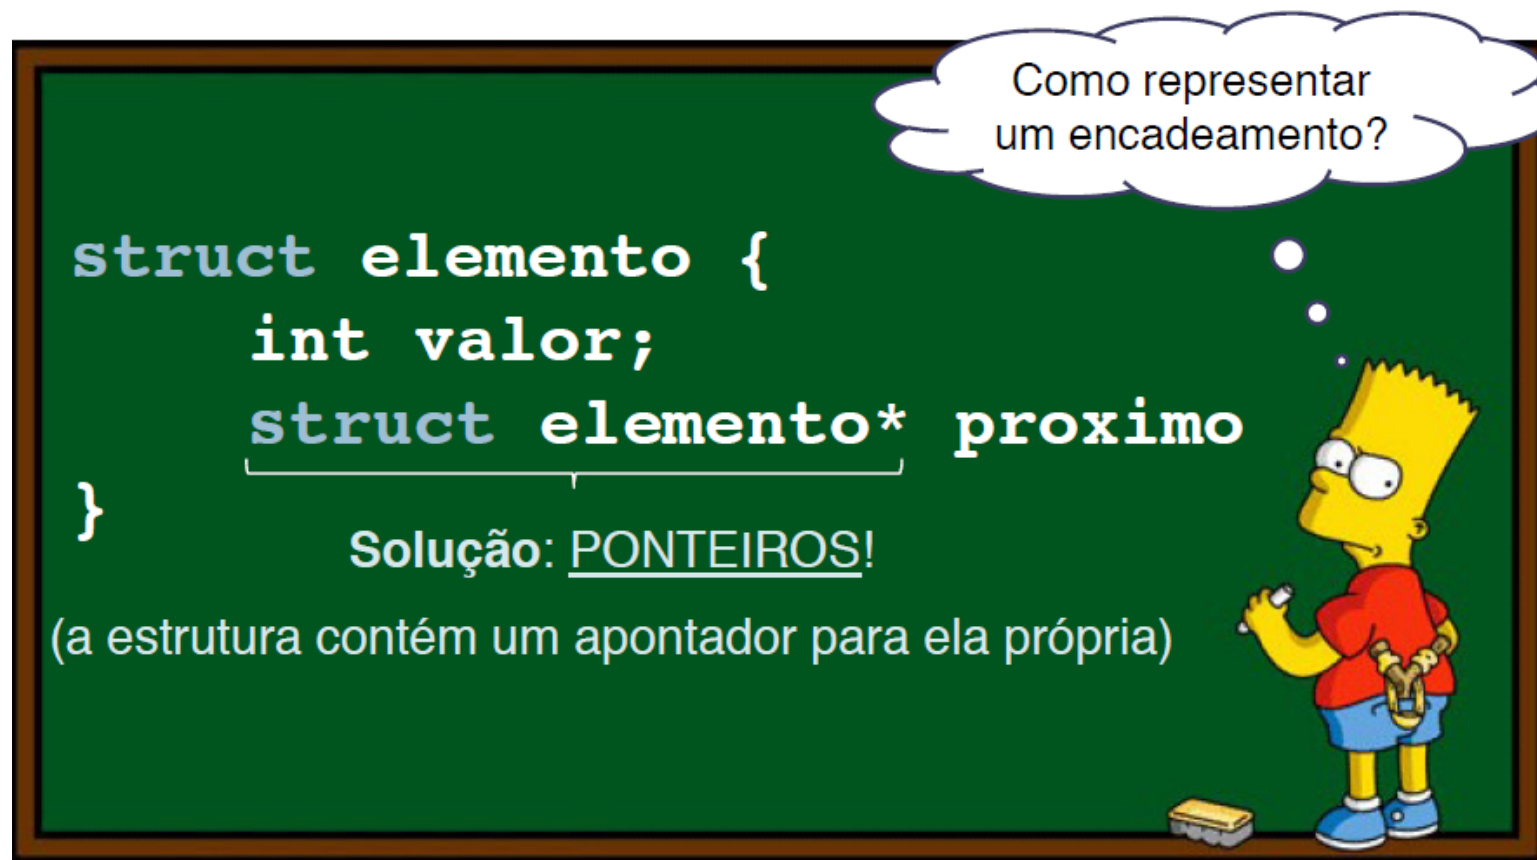 Como representar
um encadeamento?
struct elemento {
int valor;
struct elemento* proximo
}
Solução: PONTEIROS!
(a estrutura contém um apontador para ela própria)